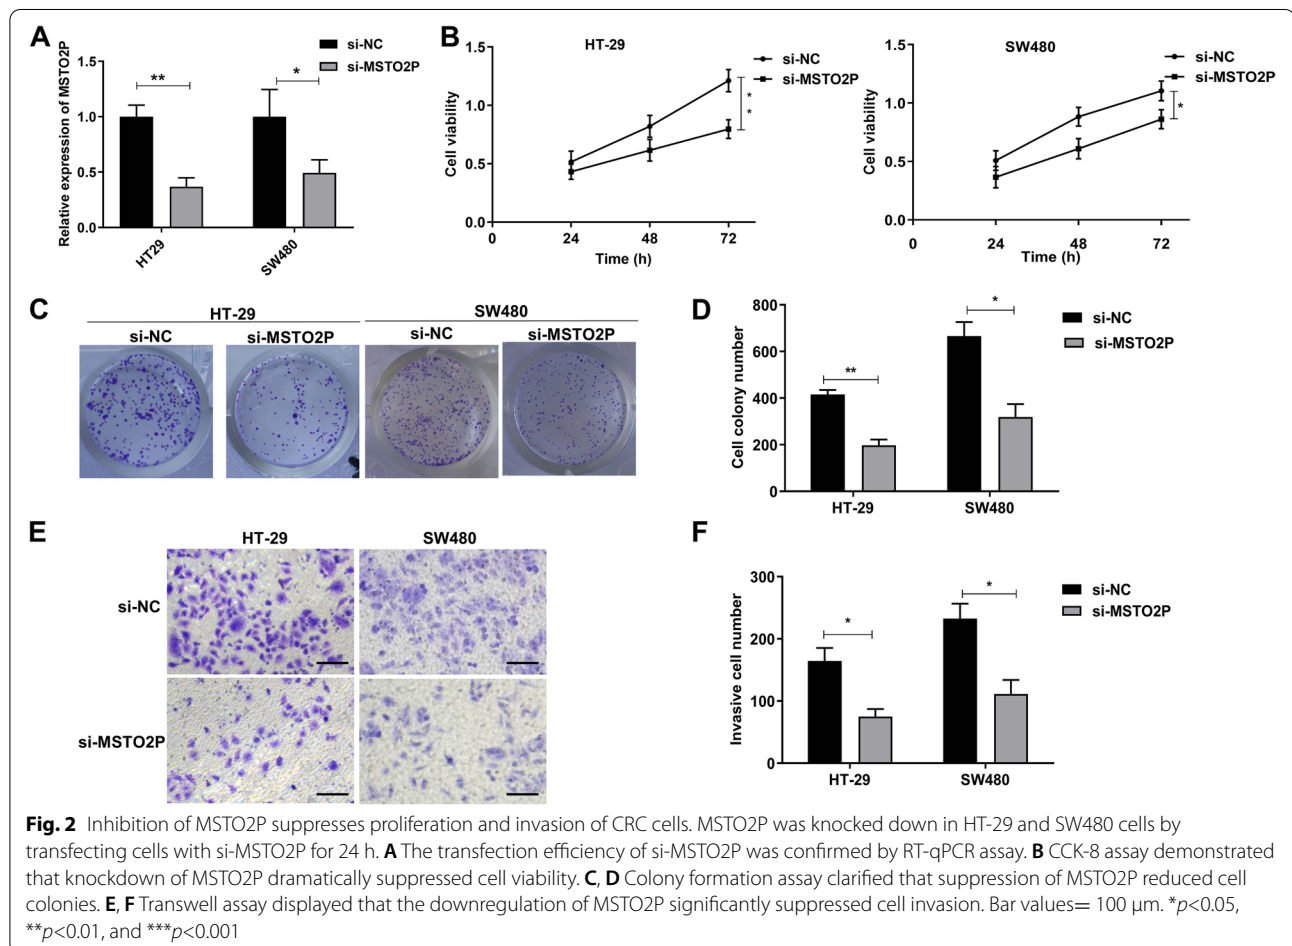 A
si-NC
si-MSTO2P
Relative expression of MSTO2P
1.5
1.0
0.5
0.0
**
*
HT29
SW480
B
HT-29
si-NC
si-MSTO2P
Cell viability
1.5
1.0
0.5
0.0
* *
0 24 48 72
Time (h)
SW480
si-NC
si-MSTO2P
Cell viability
1.5
1.0
0.5
0.0
*
0 24 48 72
Time (h)
C
HT-29 SW480
si-NC si-MSTO2P si-NC si-MSTO2P
D
si-NC
si-MSTO2P
Cell colony number
800
600
400
200
0
**
*
HT-29 SW480
E
HT-29 SW480
si-NC
si-MSTO2P
F
si-NC
si-MSTO2P
Invasive cell number
300
200
100
0
*
*
HT-29 SW480
Fig. 2 Inhibition of MSTO2P suppresses proliferation and invasion of CRC cells. MSTO2P was knocked down in HT-29 and SW480 cells by
transfecting cells with si-MSTO2P for 24 h. A The transfection efficiency of si-MSTO2P was confirmed by RT-qPCR assay. B CCK-8 assay demonstrated
that knockdown of MSTO2P dramatically suppressed cell viability. C, D Colony formation assay clarified that suppression of MSTO2P reduced cell
colonies. E, F Transwell assay displayed that the downregulation of MSTO2P significantly suppressed cell invasion. Bar values= 100 μm. *p<0.05,
**p<0.01, and ***p<0.001